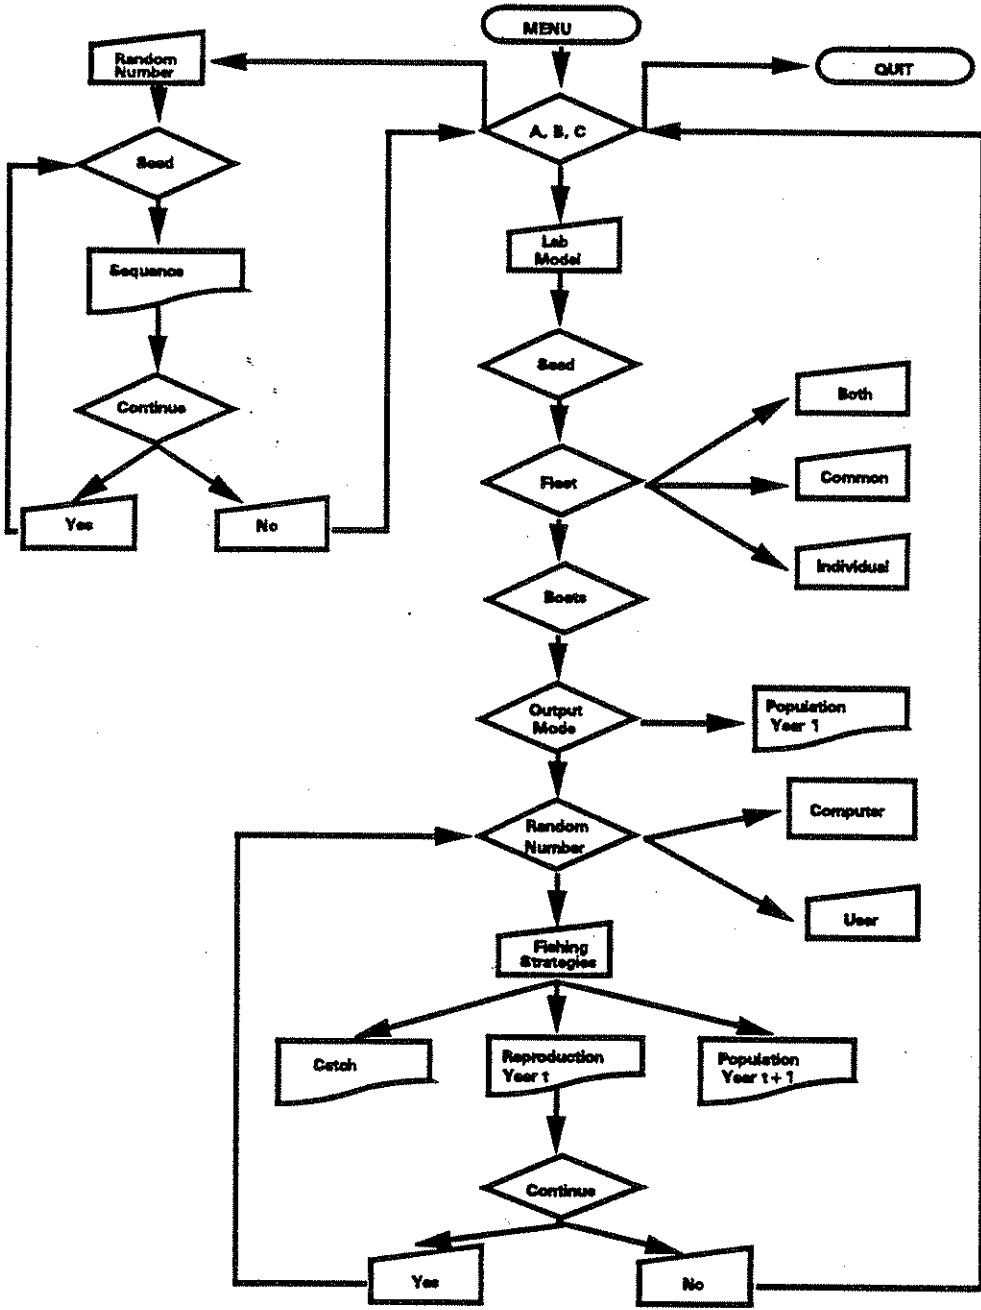 MENU
QUIT
Random
Number
A, B, C
Seed
Sequence
Continue
Yes
No
Lab
Model
Seed
Fleet
Both
Common
Individual
Boats
Output
Mode
Population
Year 1
Random
Number
Computer
User
Fishing
Strategies
Catch
Reproduction
Year t
Population
Year t + 1
Continue
Yes
No